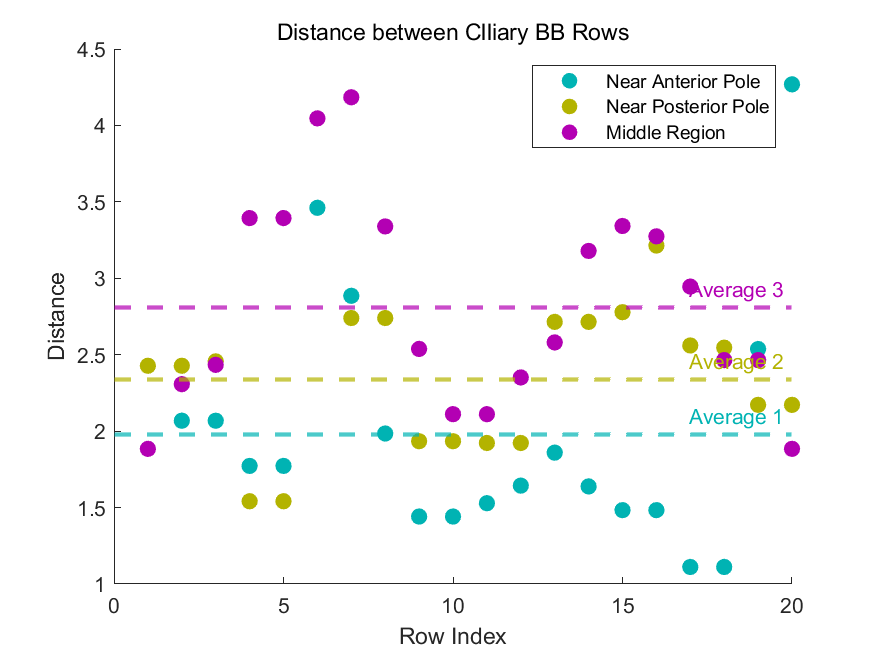 Distance between CIliary BB Rows
4.5
4
3.5
3
2.5
2
1.5
1
Distance
Near Anterior Pole
Near Posterior Pole
Middle Region
Average 3
Average 2
Average 1
0
5
10
15
20
Row Index